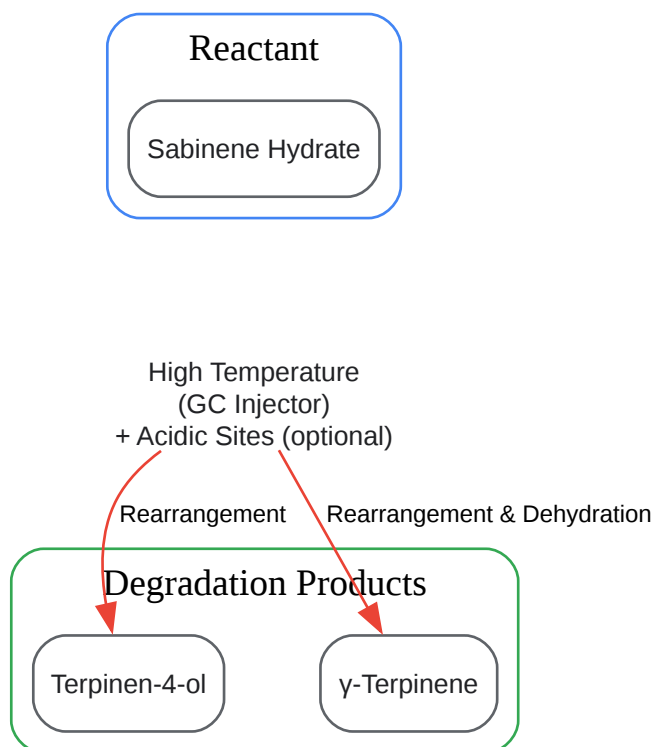 Reactant
Sabinene Hydrate
High Temperature
(GC Injector)
+ Acidic Sites (optional)
Rearrangement
Rearrangement & Dehydration
Degradation Products
Terpinen-4-ol
γ-Terpinene